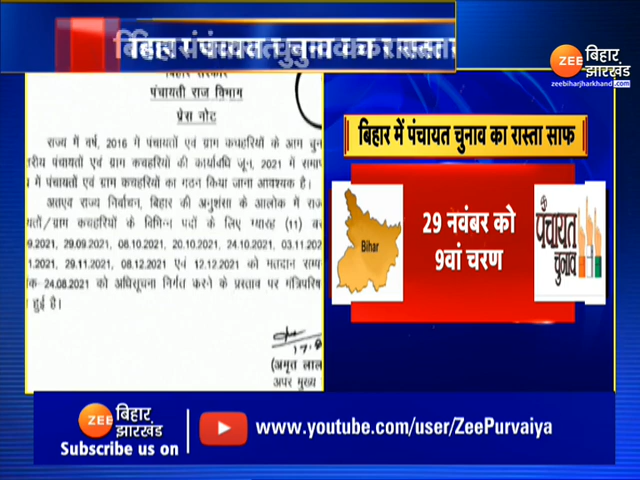 बिहार में पंचायत चुनाव का रास्ता
ZEE
बिहार
झारखंड
zeebiharjharkhand.com
बिहार सरकार
पंचायती राज विभाग
प्रेस नोट
राज्य में वर्ष, 2016 मे पंचायतों एवं ग्राम कचहरियों के आम
पंचायतों एवं ग्राम कचहरियों की कार्यावधि जून, 2021 में
में पंचायतों एवं ग्राम कचहरियों का गठन किया जाना आवश्यक है।
अतएव राज्य निर्वाचन, बिहार की अनुशंसा के आलोक में
ग्राम कचहरियों के विभिन्न पदों के लिए ग्यारह (11)
9.2021, 29.09.2021, 08.10.2021, 20.10.2021, 24.10.2021, 03.11.202
1.2021, 29.11.2021, 08.12.2021 एवं 12.12.2021 को मतदान
24.08.2021 को अधिसूचना निर्गत करने के प्रस्ताव पर
हुई है।
(अमृत लाल
अपर मुख्य
बिहार में पंचायत चुनाव का रास्ता साफ
Bihar
29 नवंबर को
9वां चरण
पंचायत
चुनाव
ZEE
बिहार
झारखंड
Subscribe us on
www.youtube.com/user/ZeePurvaiya